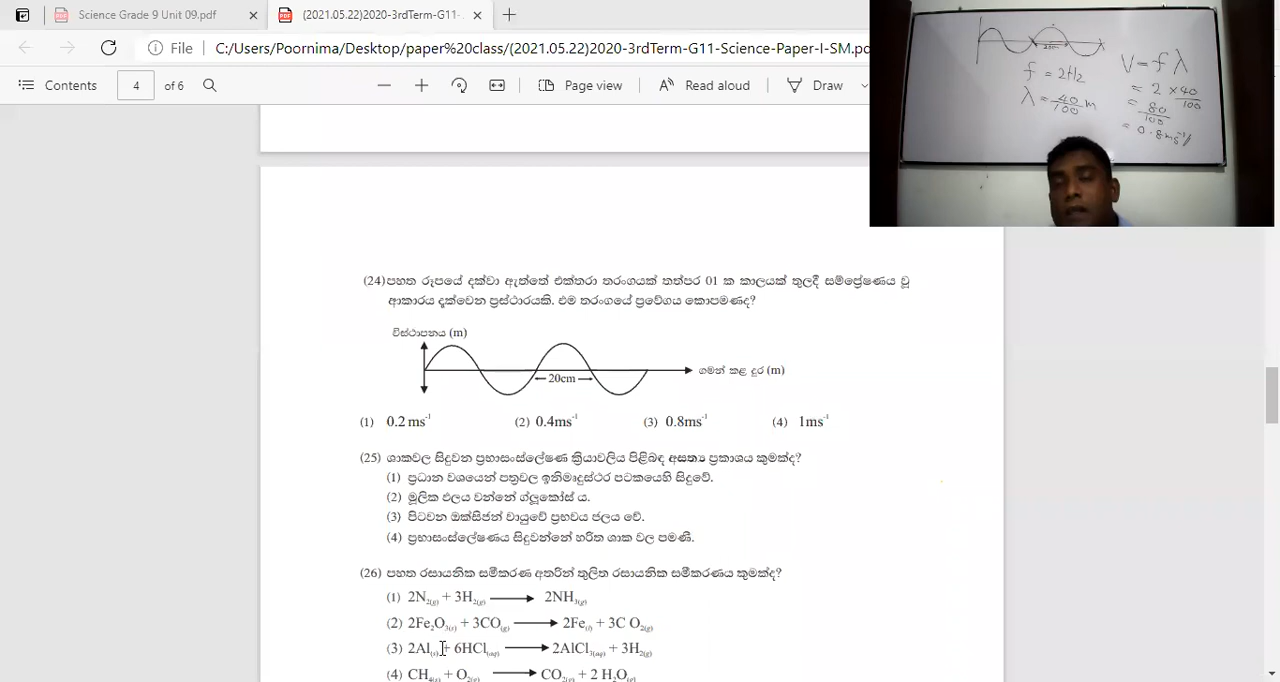 Science Grade 9 Unit 09.pdf
(2021.05.22)2020-3rdTerm-G11-
File
C:/Users/Poornima/Desktop/paper%20class/(2021.05.22)2020-3rdTerm-G11-Science-Paper-I-SM.pd
Contents
4 of 6
Page view
Read aloud
Draw
f = 2Hz
λ = 40/100 m
V = f λ
= 2 × 40/100
= 80/100
= 0.8ms⁻¹//
(24) පහත රූපයේ දක්වා ඇත්තේ එක්තරා තරංගයක් තත්පර 01 ක කාලයක් තුලදී සම්ප්‍රේෂණය වූ
ආකාරය දැක්වෙන ප්‍රස්ථාරයකි. එම තරංගයේ ප්‍රවේගය කොපමණද?
විස්ථාපනය (m)
20cm
ගමන් කළ දුර (m)
(1) 0.2 ms⁻¹ (2) 0.4ms⁻¹ (3) 0.8ms⁻¹ (4) 1ms⁻¹
(25) ශාකවල සිදුවන ප්‍රභාසංස්ලේෂණ ක්‍රියාවලිය පිළිබඳ අසත්‍ය ප්‍රකාශය කුමක්ද?
(1) ප්‍රධාන වශයෙන් පත්‍රවල ඉනිමෘදුස්ථර පටකයෙහි සිදුවේ.
(2) මූලික ඵලය වන්නේ ග්ලූකෝස් ය.
(3) පිටවන ඔක්සිජන් වායුවේ ප්‍රභවය ජලය වේ.
(4) ප්‍රභාසංස්ලේෂණය සිදුවන්නේ හරිත ශාක වල පමණි.
(26) පහත රසායනික සමීකරණ අතරින් තුලිත රසායනික සමීකරණය කුමක්ද?
(1) 2N₂(g) + 3H₂(g) → 2NH₃(g)
(2) 2Fe₂O₃(s) + 3CO(g) → 2Fe(l) + 3C O₂(g)
(3) 2Al(s) + 6HCl(aq) → 2AlCl₃(aq) + 3H₂(g)
(4) CH₄(g) + O₂(g) → CO₂(g) + 2 H₂O(g)